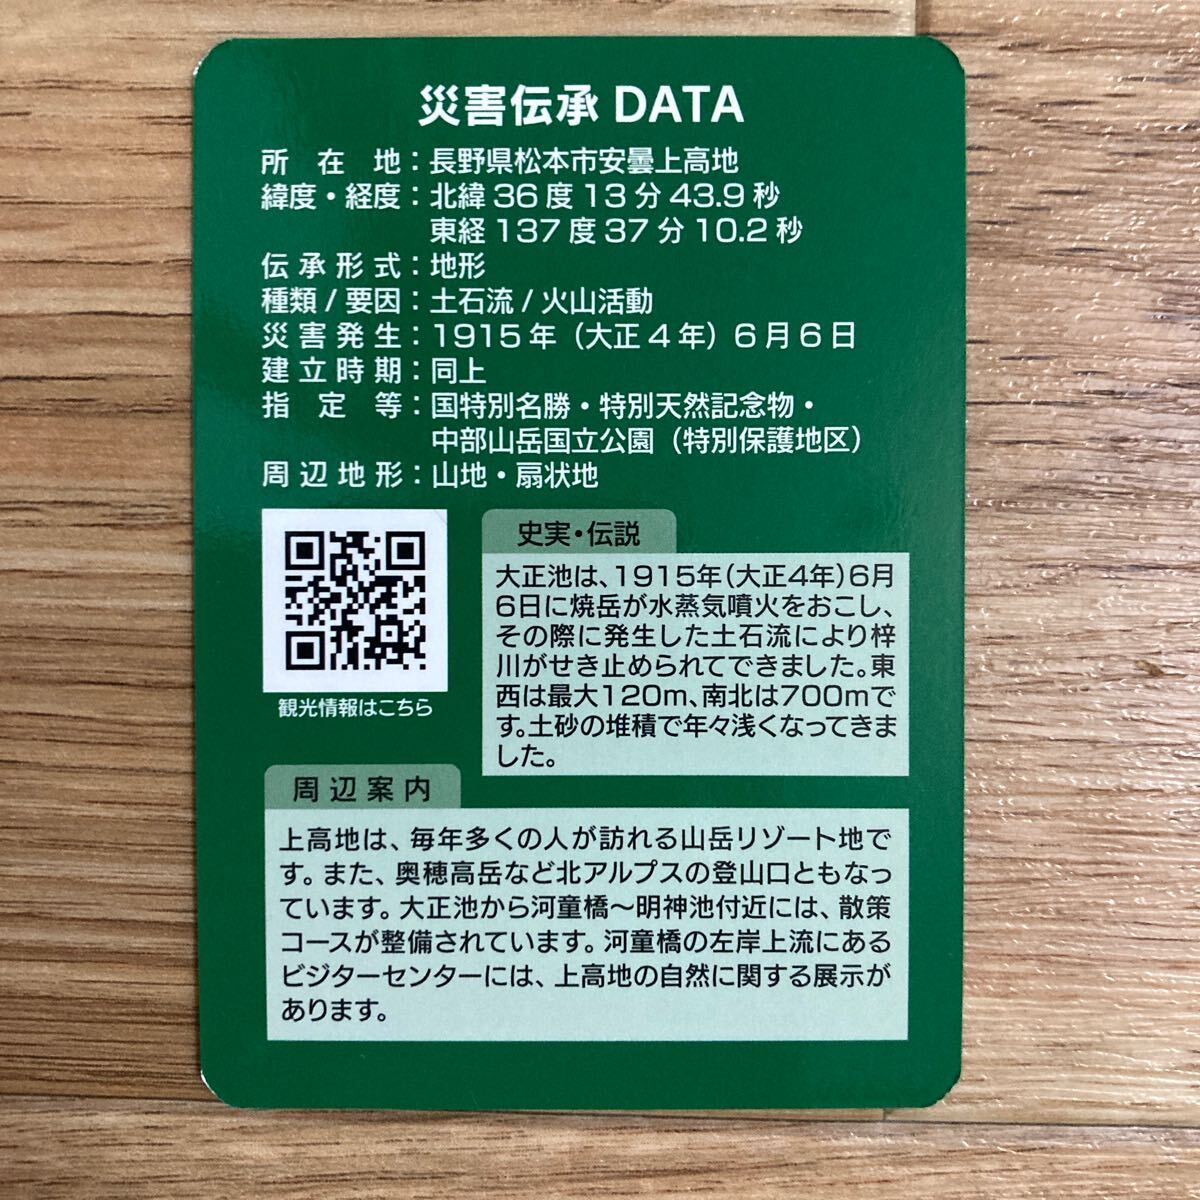 災害伝承 DATA
所在地：長野県松本市安曇上高地
緯度・経度：北緯 36 度 13 分 43.9 秒
東経 137 度 37 分 10.2 秒
伝承形式：地形
種類 / 要因：土石流 / 火山活動
災害発生：1915 年（大正 4 年）6 月 6 日
建立時期：同上
指定等：国特別名勝・特別天然記念物・
中部山岳国立公園（特別保護地区）
周辺地形：山地・扇状地
観光情報はこちら
史実・伝説
大正池は、1915年(大正4年)6月
6日に焼岳が水蒸気噴火をおこし、
その際に発生した土石流により梓
川がせき止められてできました。東
西は最大120m、南北は700mで
す。土砂の堆積で年々浅くなってきま
した。
周辺案内
上高地は、毎年多くの人が訪れる山岳リゾート地で
す。また、奥穂高岳など北アルプスの登山口ともなっ
ています。大正池から河童橋〜明神池付近には、散策
コースが整備されています。河童橋の左岸上流にある
ビジターセンターには、上高地の自然に関する展示が
あります。